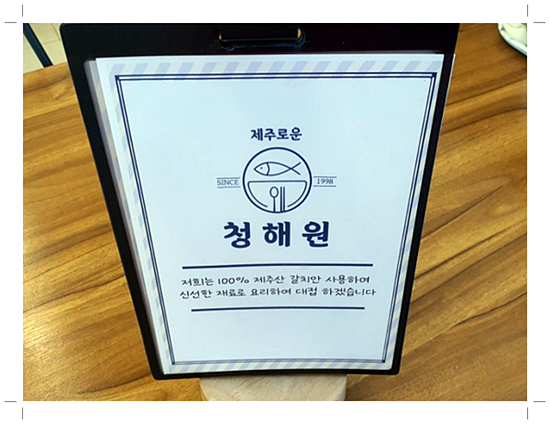 제주로운
SINCE 1998
청해원
저희는 100% 제주산 갈치만 사용하며
신선한 재료로 요리하여 대접 하겠습니다